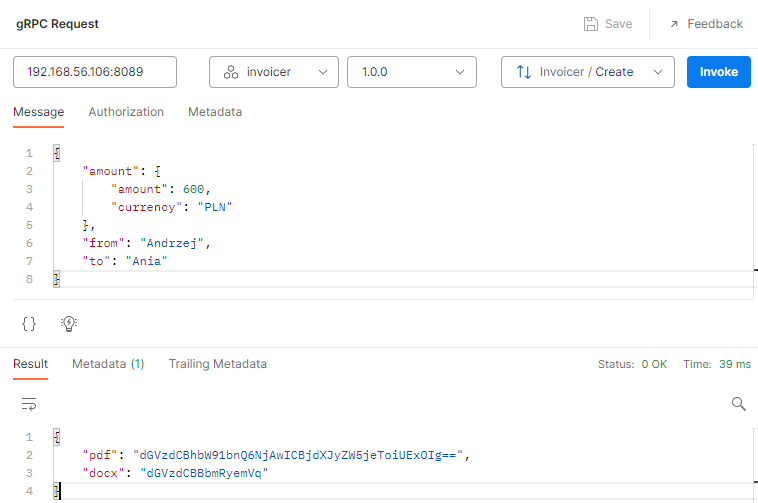 gRPC Request Save Feedback
192.168.56.106:8089 invoicer 1.0.0 Invoicer / Create Invoke
Message Authorization Metadata
1 {
2 "amount": {
3 "amount": 600,
4 "currency": "PLN"
5 },
6 "from": "Andrzej",
7 "to": "Ania"
8 }
{}
Result Metadata (1) Trailing Metadata Status: 0 OK Time: 39 ms
1 {
2 "pdf": "dGVzdCBhbW91bnQ6NjAwICBjdXJyZW5jeToiUExOIg==",
3 "docx": "dGVzdCBBbmRyemVq"
4 }